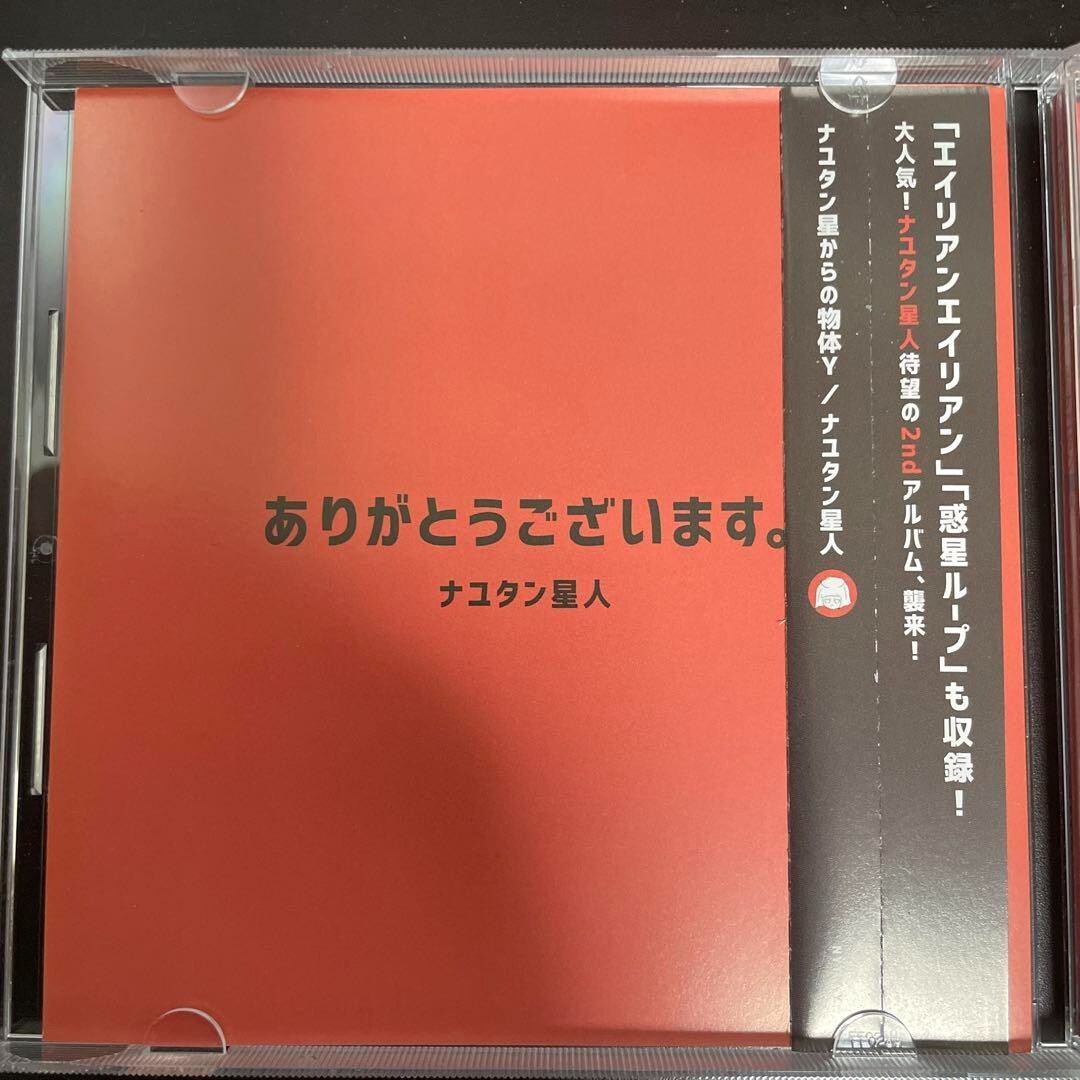 「エイリアンエイリアン」「惑星ループ」も収録!
大人気!ナユタン星人待望の2ndアルバム、襲来!
ナユタン星からの物体Y / ナユタン星人
ありがとうございます。
ナユタン星人